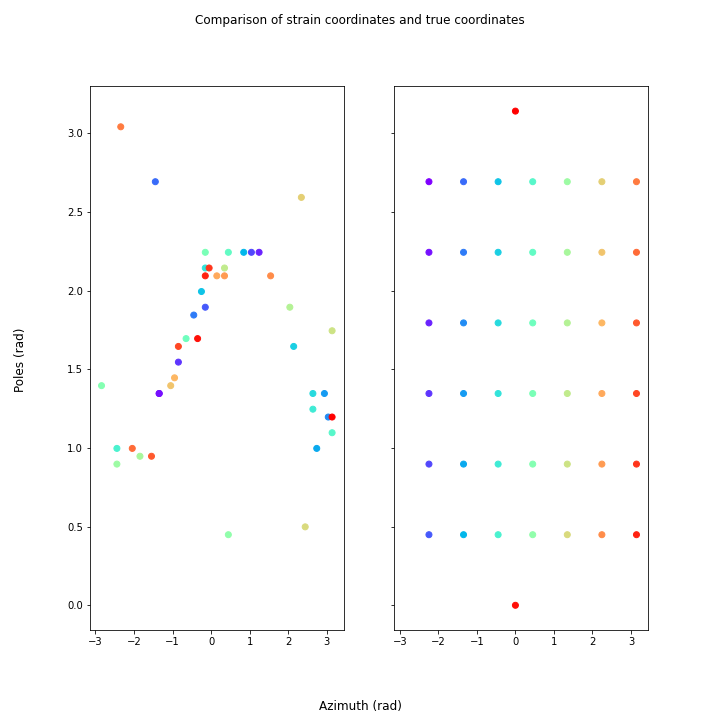 Comparison of strain coordinates and true coordinates
Poles (rad)
3.0
2.5
2.0
1.5
1.0
0.5
0.0
−3 −2 −1 0 1 2 3
−3 −2 −1 0 1 2 3
Azimuth (rad)